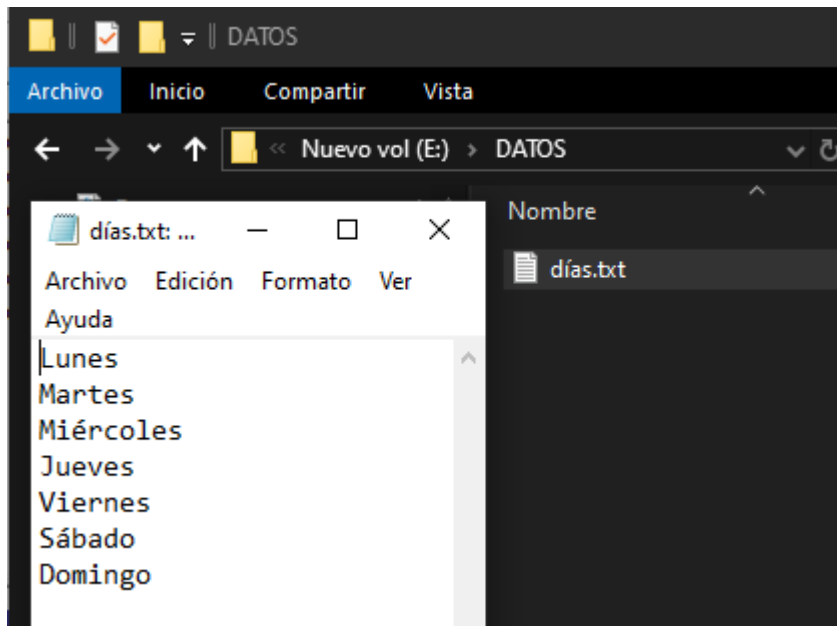 DATOS
Archivo Inicio Compartir Vista
« Nuevo vol (E:) › DATOS
Nombre
días.txt
días.txt: ...
Archivo Edición Formato Ver
Ayuda
Lunes
Martes
Miércoles
Jueves
Viernes
Sábado
Domingo